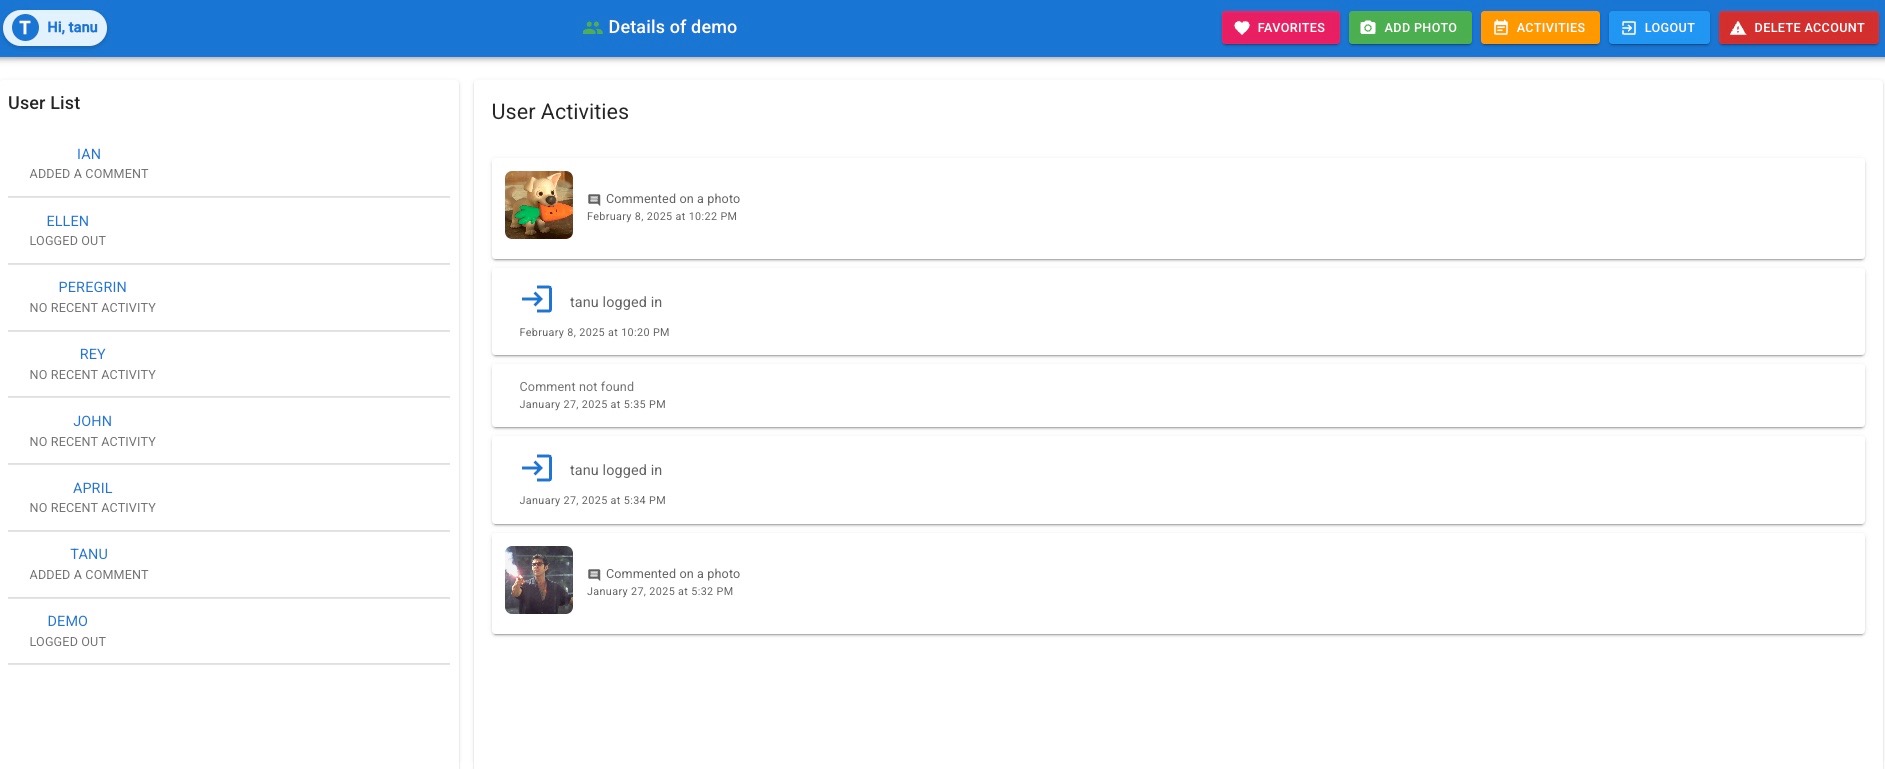 T Hi, tanu
Details of demo
FAVORITES
ADD PHOTO
ACTIVITIES
LOGOUT
DELETE ACCOUNT
User List
IAN
ADDED A COMMENT
ELLEN
LOGGED OUT
PEREGRIN
NO RECENT ACTIVITY
REY
NO RECENT ACTIVITY
JOHN
NO RECENT ACTIVITY
APRIL
NO RECENT ACTIVITY
TANU
ADDED A COMMENT
DEMO
LOGGED OUT
User Activities
Commented on a photo
February 8, 2025 at 10:22 PM
tanu logged in
February 8, 2025 at 10:20 PM
Comment not found
January 27, 2025 at 5:35 PM
tanu logged in
January 27, 2025 at 5:34 PM
Commented on a photo
January 27, 2025 at 5:32 PM